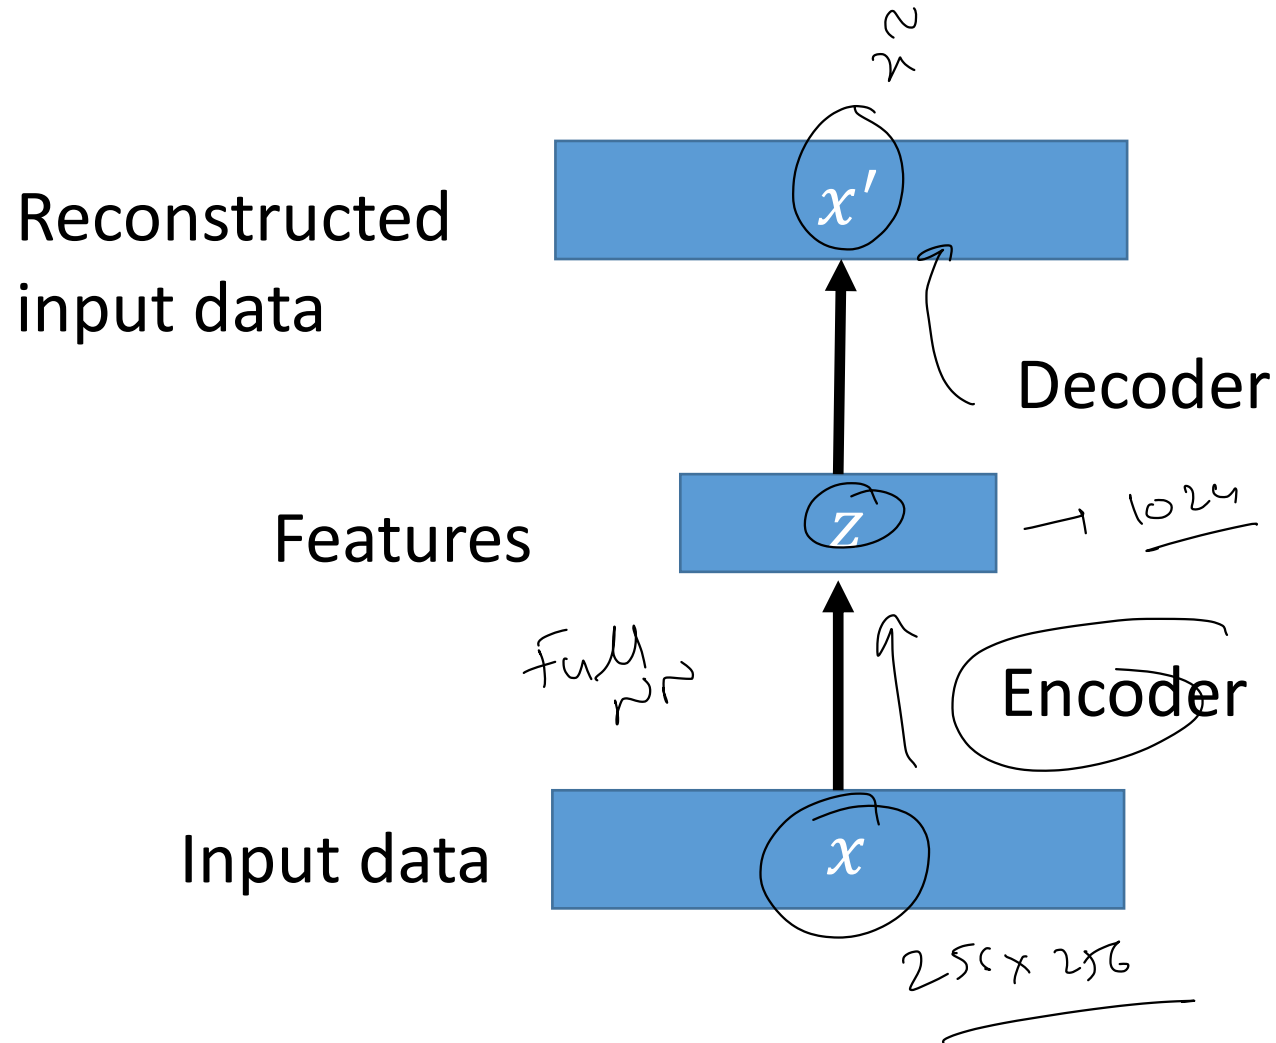 x'
Reconstructed
input data
Decoder
z
→ 1024
Features
Full
NN
Encoder
x
Input data
256 x 256